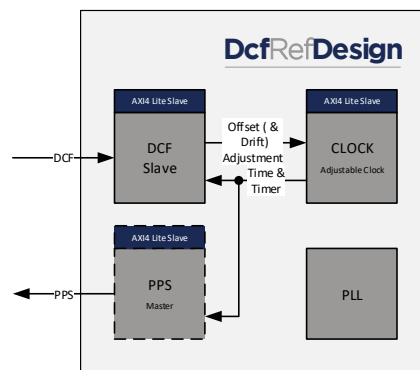 DcfRefDesign
AXI4 Lite Slave
AXI4 Lite Slave
DCF
DCF
Slave
Offset ( &
Drift)
Adjustment
Time &
Timer
CLOCK
Adjustable Clock
AXI4 Lite Slave
PPS
PPS
Master
PLL